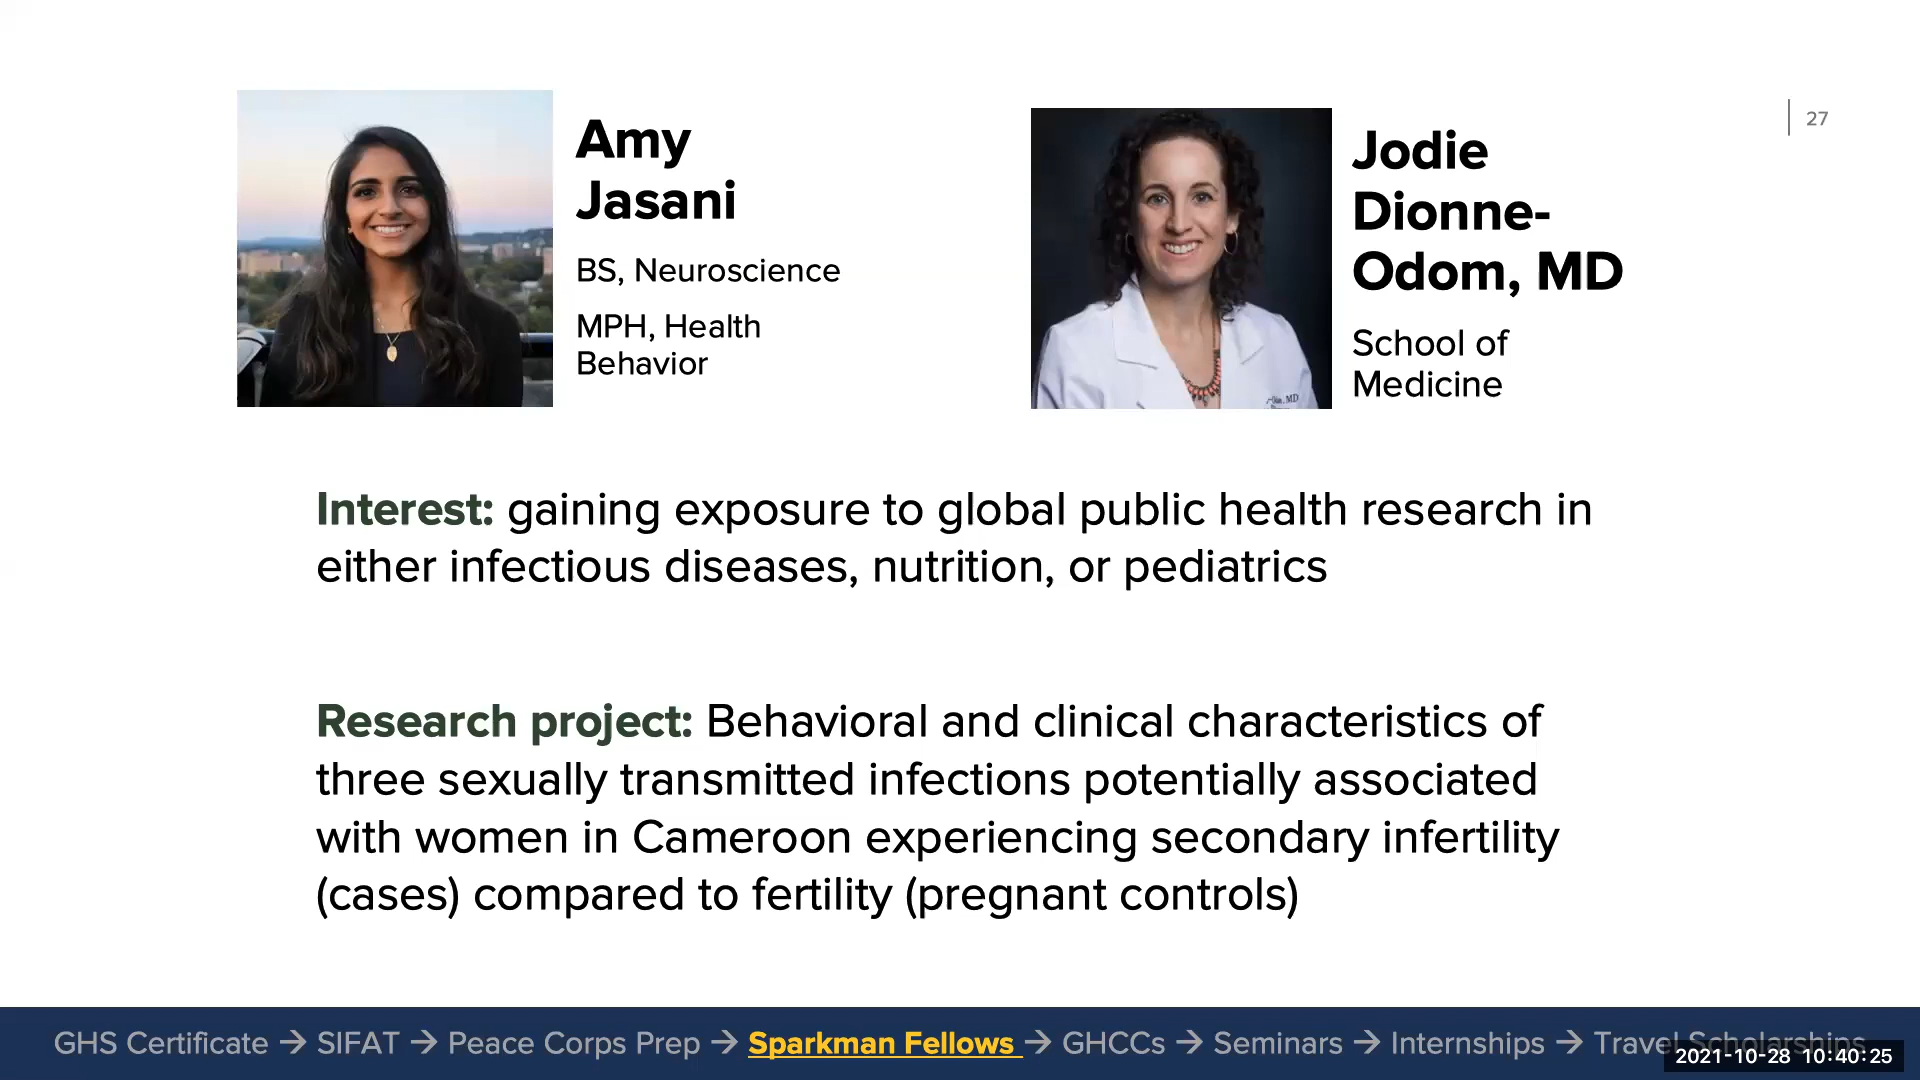 27
Amy
Jasani
BS, Neuroscience
MPH, Health
Behavior
Jodie
Dionne-
Odom, MD
School of
Medicine
Interest: gaining exposure to global public health research in
either infectious diseases, nutrition, or pediatrics
Research project: Behavioral and clinical characteristics of
three sexually transmitted infections potentially associated
with women in Cameroon experiencing secondary infertility
(cases) compared to fertility (pregnant controls)
GHS Certificate → SIFAT → Peace Corps Prep → Sparkman Fellows → GHCCs → Seminars → Internships → Travel Scholarships
2021-10-28 10:40:25